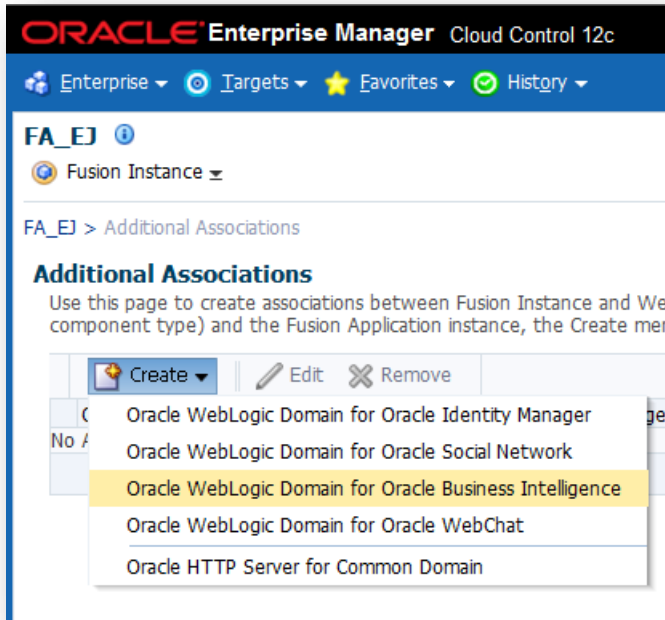 ORACLE Enterprise Manager Cloud Control 12c
Enterprise Targets Favorites History
FA_EJ
Fusion Instance
FA_EJ > Additional Associations
Additional Associations
Use this page to create associations between Fusion Instance and
component type) and the Fusion Application instance, the Create
Create Edit Remove
Oracle WebLogic Domain for Oracle Identity Manager
No
Oracle WebLogic Domain for Oracle Social Network
Oracle WebLogic Domain for Oracle Business Intelligence
Oracle WebLogic Domain for Oracle WebChat
Oracle HTTP Server for Common Domain